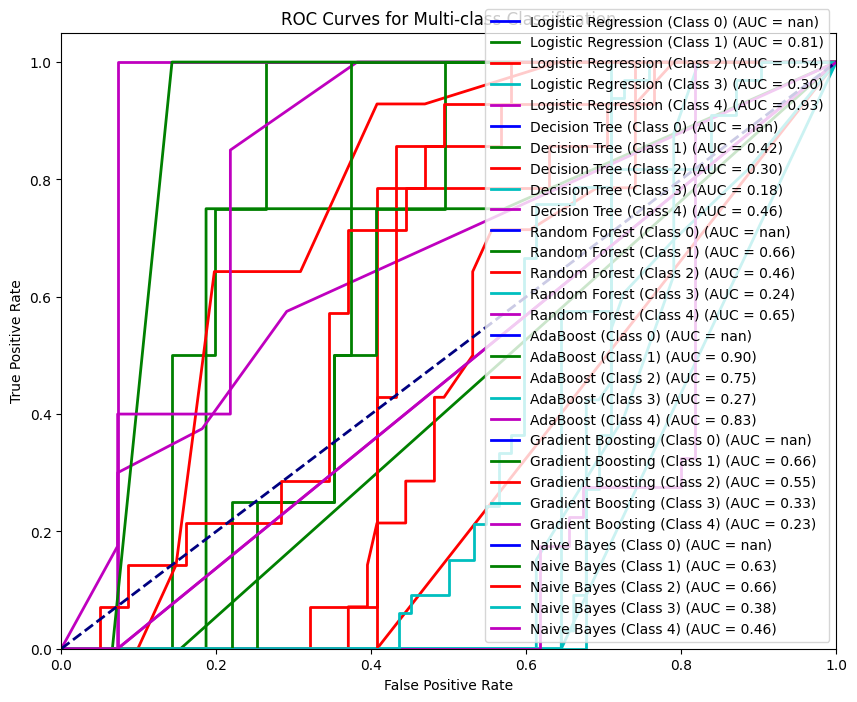 ROC Curves for Multi-class Classification
Logistic Regression (Class 0) (AUC = nan)
Logistic Regression (Class 1) (AUC = 0.81)
Logistic Regression (Class 2) (AUC = 0.54)
Logistic Regression (Class 3) (AUC = 0.30)
Logistic Regression (Class 4) (AUC = 0.93)
Decision Tree (Class 0) (AUC = nan)
Decision Tree (Class 1) (AUC = 0.42)
Decision Tree (Class 2) (AUC = 0.30)
Decision Tree (Class 3) (AUC = 0.18)
Decision Tree (Class 4) (AUC = 0.46)
Random Forest (Class 0) (AUC = nan)
Random Forest (Class 1) (AUC = 0.66)
Random Forest (Class 2) (AUC = 0.46)
Random Forest (Class 3) (AUC = 0.24)
Random Forest (Class 4) (AUC = 0.65)
AdaBoost (Class 0) (AUC = nan)
AdaBoost (Class 1) (AUC = 0.90)
AdaBoost (Class 2) (AUC = 0.75)
AdaBoost (Class 3) (AUC = 0.27)
AdaBoost (Class 4) (AUC = 0.83)
Gradient Boosting (Class 0) (AUC = nan)
Gradient Boosting (Class 1) (AUC = 0.66)
Gradient Boosting (Class 2) (AUC = 0.55)
Gradient Boosting (Class 3) (AUC = 0.33)
Gradient Boosting (Class 4) (AUC = 0.23)
Naive Bayes (Class 0) (AUC = nan)
Naive Bayes (Class 1) (AUC = 0.63)
Naive Bayes (Class 2) (AUC = 0.66)
Naive Bayes (Class 3) (AUC = 0.38)
Naive Bayes (Class 4) (AUC = 0.46)
True Positive Rate
1.0
0.8
0.6
0.4
0.2
0.0
0.0
0.2
0.4
0.6
0.8
1.0
False Positive Rate